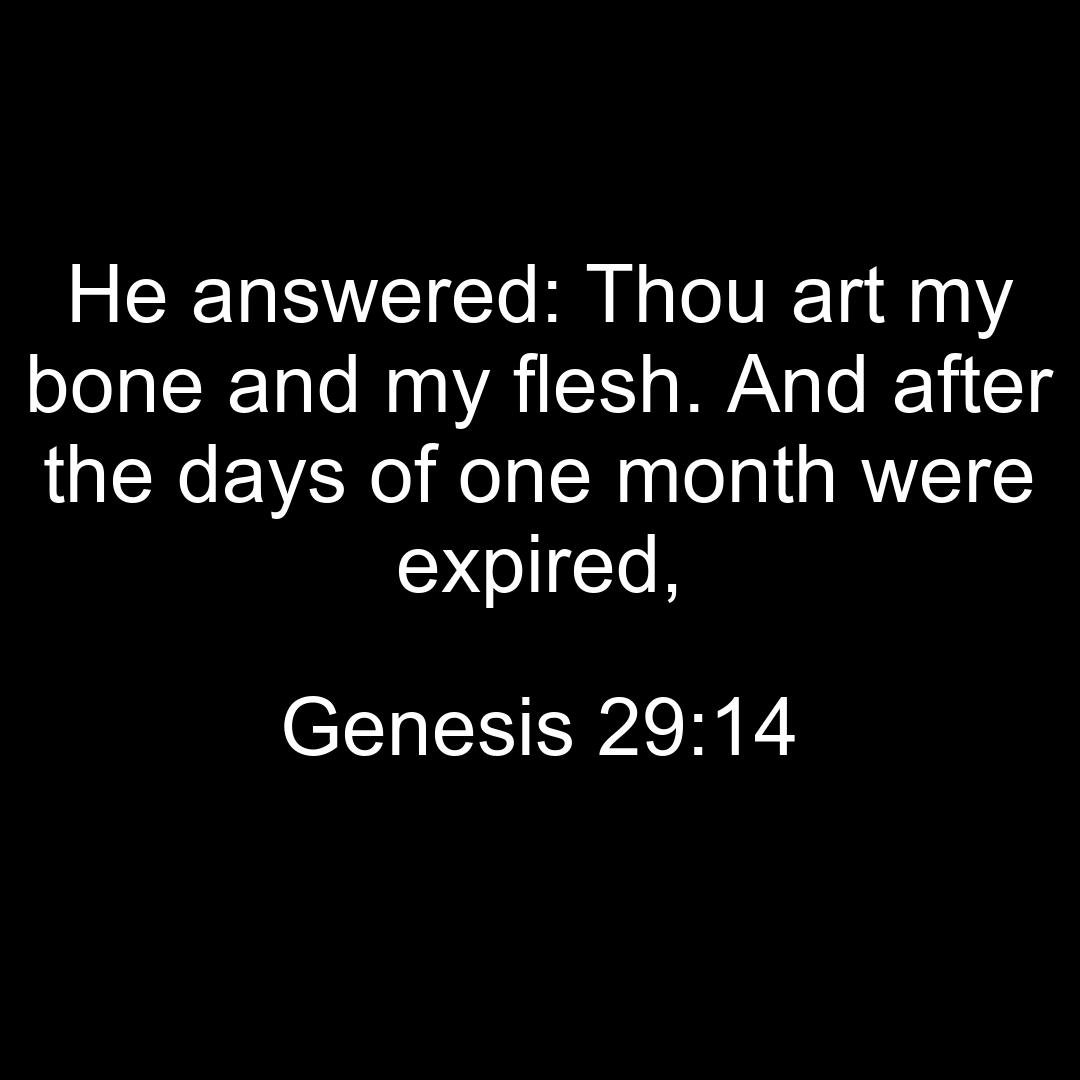 He answered: Thou art my
bone and my flesh. And after
the days of one month were
expired,
Genesis 29:14